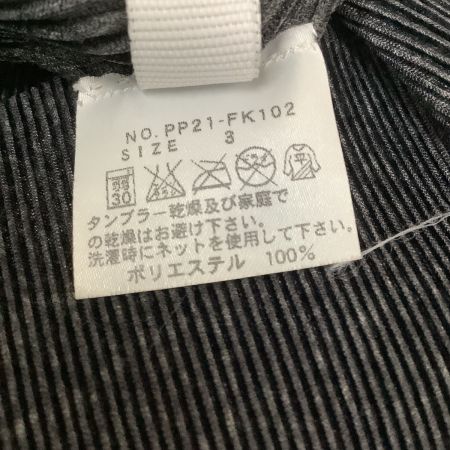 NO.PP21-FK102
SIZE 3
30
タンブラー乾燥及び家庭で
の乾燥はお避け下さい。
洗濯時にネットを使用して下さい。
ポリエステル 100%